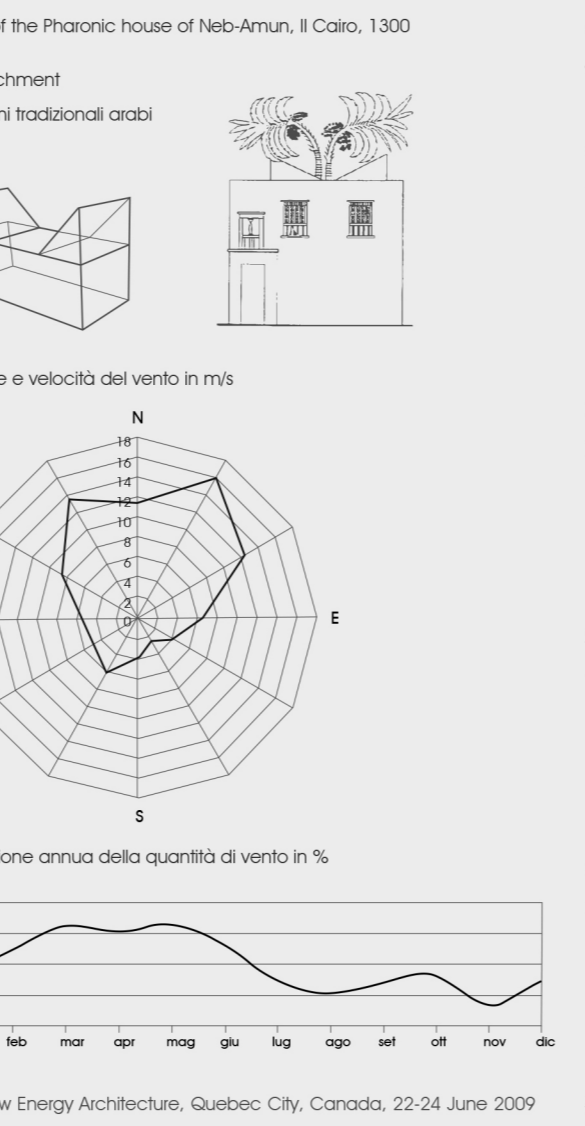 of the Pharonic house of Neb-Amun, Il Cairo, 1300
chment
ni tradizionali arabi
e e velocità del vento in m/s
N
18
16
14
12
10
8
6
4
2
0
E
S
one annua della quantità di vento in %
feb mar apr mag giu lug ago set ott nov dic
w Energy Architecture, Quebec City, Canada, 22-24 June 2009